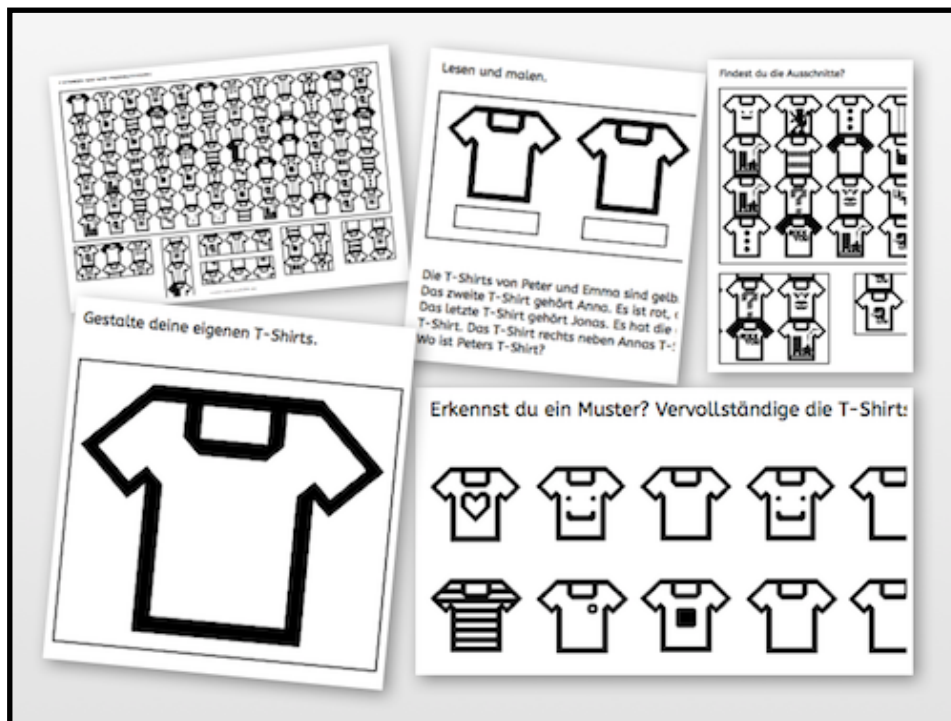 Lesen und malen.
Findest du die Ausschnitte?
Die T-Shirts von Peter und Emma sind gelb.
Das zweite T-Shirt gehört Anna. Es ist rot,
Das letzte T-Shirt gehört Jonas. Es hat die
T-Shirt. Das T-Shirt rechts neben Annas T-
Wo ist Peters T-Shirt?
Gestalte deine eigenen T-Shirts.
Erkennst du ein Muster? Vervollständige die T-Shirts